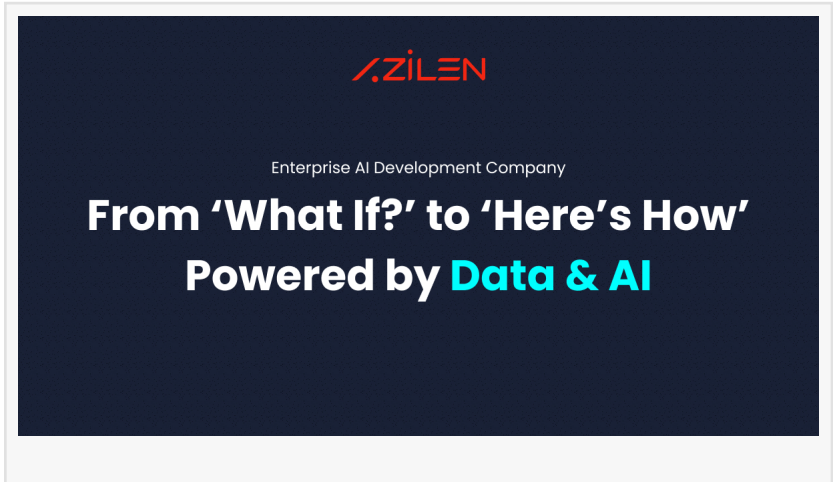 AZILEN
Enterprise AI Development Company
From ‘What If?’ to ‘Here’s How’
Powered by Data & AI